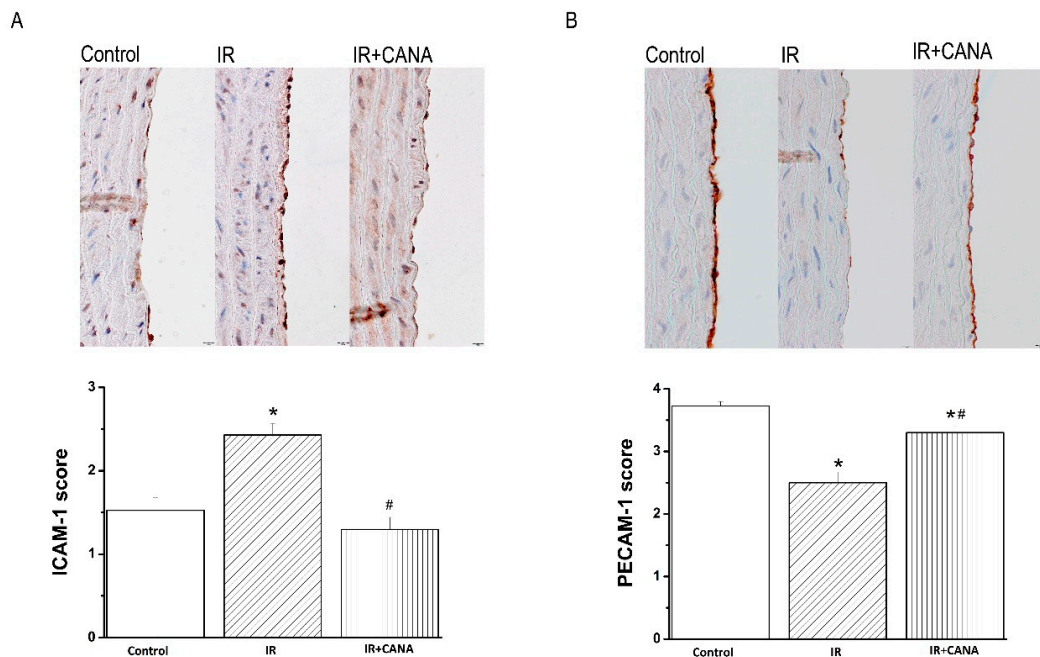 A
B
Control IR IR+CANA
Control IR IR+CANA
3
*
2
#
1
0
ICAM-1 score
Control IR IR+CANA
4
*#
3
*
2
1
0
PECAM-1 score
Control IR IR+CANA